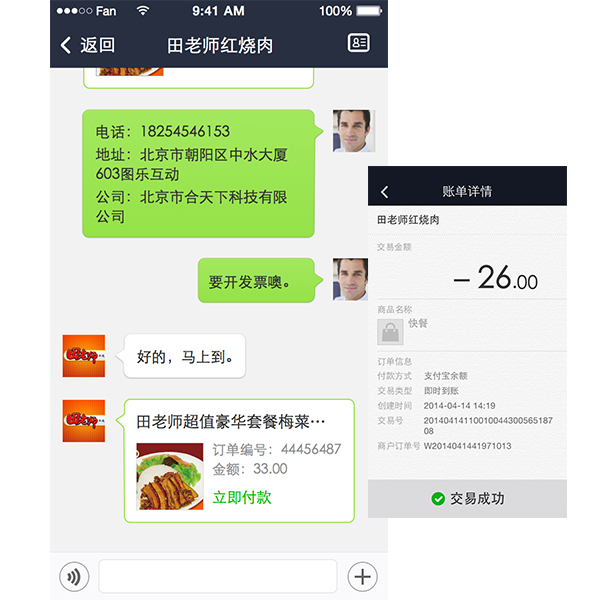 Fan
9:41 AM
100%
返回
田老师红烧肉
电话：18254546153
地址：北京市朝阳区中水大厦
603图乐互动
公司：北京市合天下科技有限
公司
要开发票噢。
好的，马上到。
田老师超值豪华套餐梅菜…
订单编号：44456487
金额：33.00
立即付款
账单详情
田老师红烧肉
交易金额
– 26.00
商品名称
快餐
订单信息
付款方式 支付宝余额
交易类型 即时到账
创建时间 2014-04-14 14:19
交易号 20140414110010044300565187
08
商户订单号 W2014041441971013
交易成功